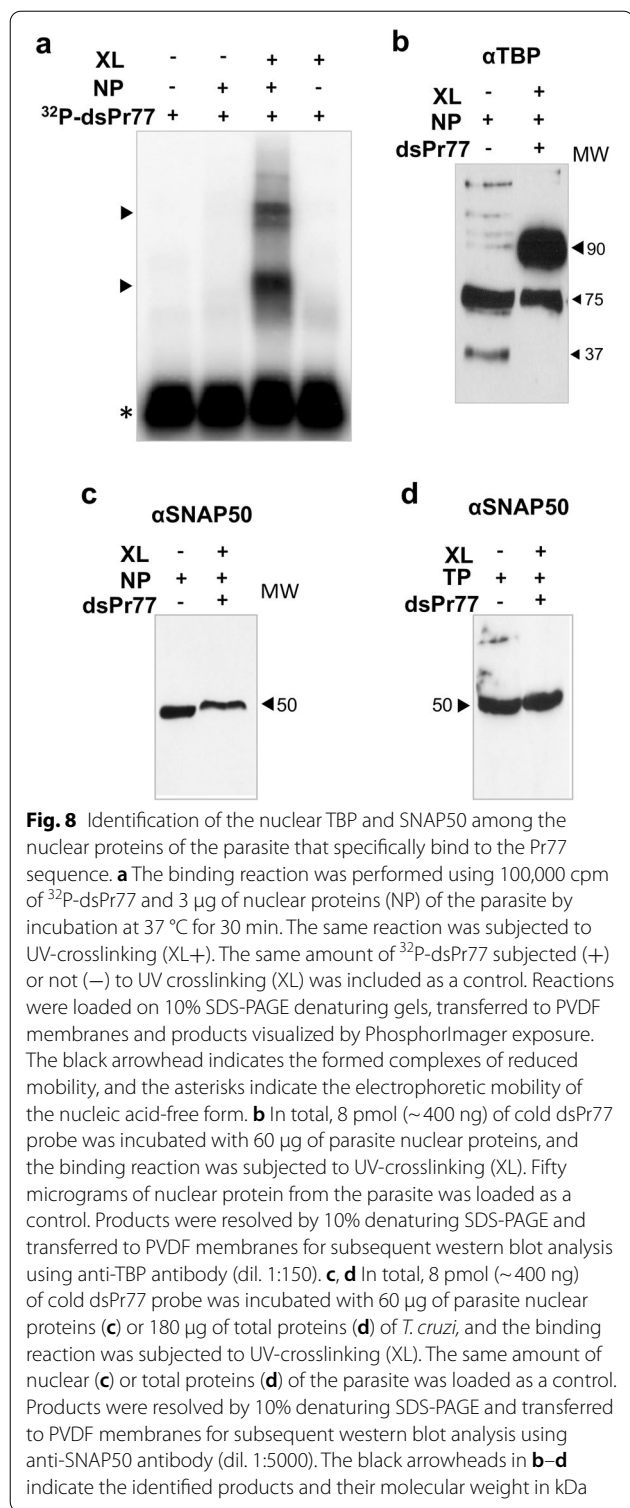 a
XL - - + +
NP - + + -
³²P-dsPr77 + + + +
*
b
αTBP
XL - +
NP + +
dsPr77 - + MW
90
75
37
c
αSNAP50
XL - +
NP + +
dsPr77 - + MW
50
d
αSNAP50
XL - +
TP + +
dsPr77 - +
50
Fig. 8 Identification of the nuclear TBP and SNAP50 among the
nuclear proteins of the parasite that specifically bind to the Pr77
sequence. a The binding reaction was performed using 100,000 cpm
of ³²P-dsPr77 and 3 μg of nuclear proteins (NP) of the parasite by
incubation at 37 °C for 30 min. The same reaction was subjected to
UV-crosslinking (XL+). The same amount of ³²P-dsPr77 subjected (+)
or not (−) to UV crosslinking (XL) was included as a control. Reactions
were loaded on 10% SDS-PAGE denaturing gels, transferred to PVDF
membranes and products visualized by PhosphorImager exposure.
The black arrowhead indicates the formed complexes of reduced
mobility, and the asterisks indicate the electrophoretic mobility of
the nucleic acid-free form. b In total, 8 pmol (~ 400 ng) of cold dsPr77
probe was incubated with 60 μg of parasite nuclear proteins, and
the binding reaction was subjected to UV-crosslinking (XL). Fifty
micrograms of nuclear protein from the parasite was loaded as a
control. Products were resolved by 10% denaturing SDS-PAGE and
transferred to PVDF membranes for subsequent western blot analysis
using anti-TBP antibody (dil. 1:150). c, d In total, 8 pmol (~ 400 ng)
of cold dsPr77 probe was incubated with 60 μg of parasite nuclear
proteins (c) or 180 μg of total proteins (d) of T. cruzi, and the binding
reaction was subjected to UV-crosslinking (XL). The same amount of
nuclear (c) or total proteins (d) of the parasite was loaded as a control.
Products were resolved by 10% denaturing SDS-PAGE and transferred
to PVDF membranes for subsequent western blot analysis using
anti-SNAP50 antibody (dil. 1:5000). The black arrowheads in b–d
indicate the identified products and their molecular weight in kDa